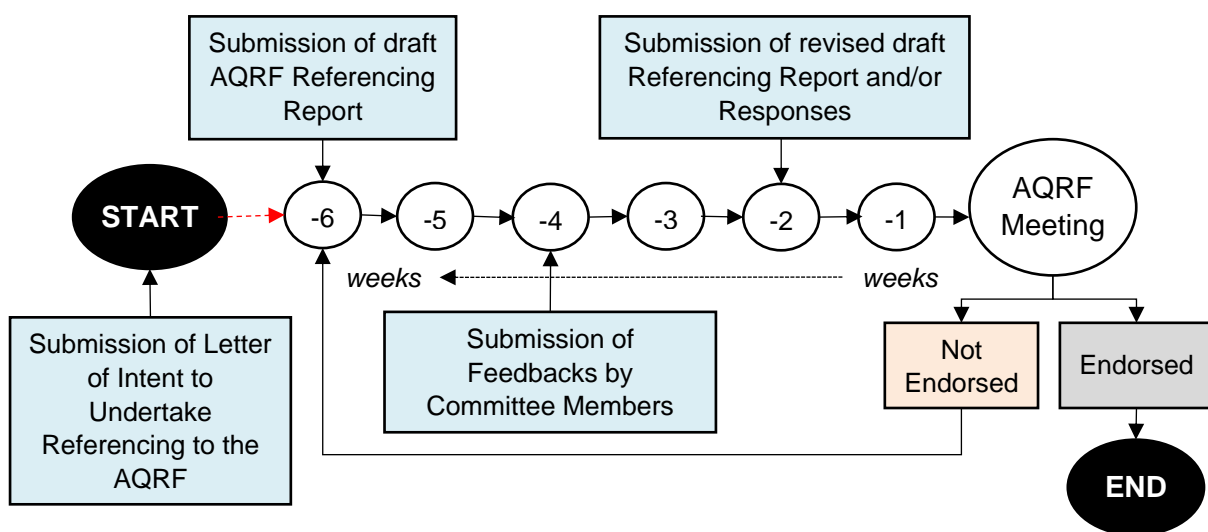 Submission of draft
AQRF Referencing
Report
Submission of revised draft
Referencing Report and/or
Responses
START
-6
-5
-4
-3
-2
-1
AQRF
Meeting
weeks
weeks
Submission of Letter
of Intent to
Undertake
Referencing to the
AQRF
Submission of
Feedbacks by
Committee Members
Not
Endorsed
Endorsed
END